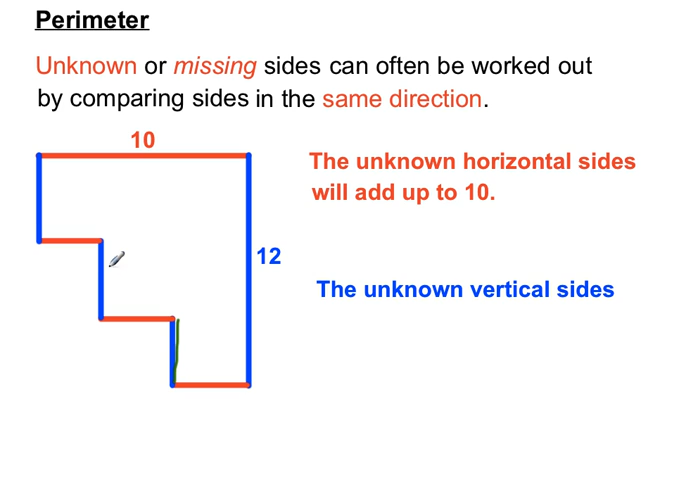 Perimeter
Unknown or missing sides can often be worked out
by comparing sides in the same direction.
10
The unknown horizontal sides
will add up to 10.
12
The unknown vertical sides